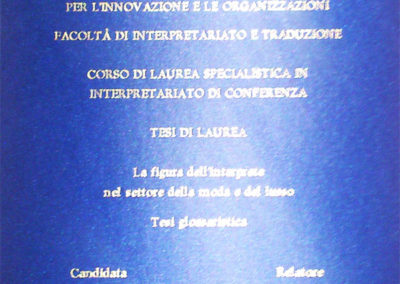 PER L'INNOVAZIONE E LE ORGANIZZAZIONI
FACOLTÀ DI INTERPRETARIATO E TRADUZIONE
CORSO DI LAUREA SPECIALISTICA IN
INTERPRETARIATO DI CONFERENZA
TESI DI LAUREA
La figura dell'interprete
nel settore della moda e del lusso
Tesi glossaristica
Candidata Relatore